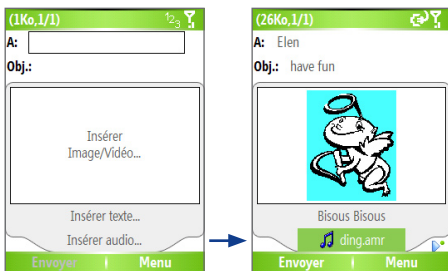 (1Ko,1/1)
123
A:
Obj.:
Insérer
Image/Vidéo...
Insérer texte...
Insérer audio...
Envoyer
Menu
(26Ko,1/1)
A: Elen
Obj.: have fun
Bisous Bisous
ding.amr
Envoyer
Menu